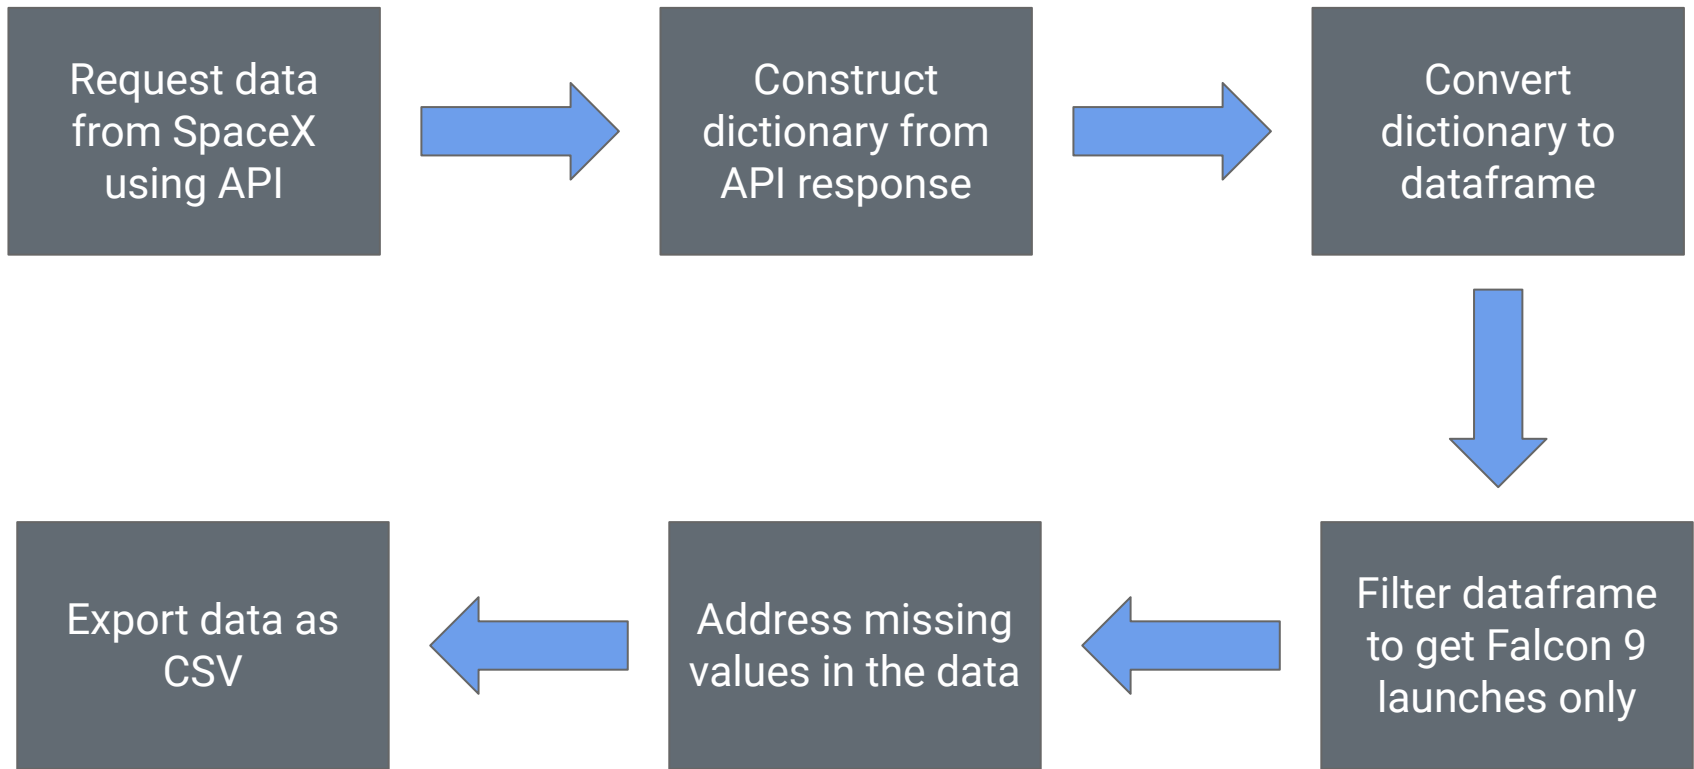 Request data
from SpaceX
using API
Construct
dictionary from
API response
Convert
dictionary to
dataframe
Filter dataframe
to get Falcon 9
launches only
Address missing
values in the data
Export data as
CSV